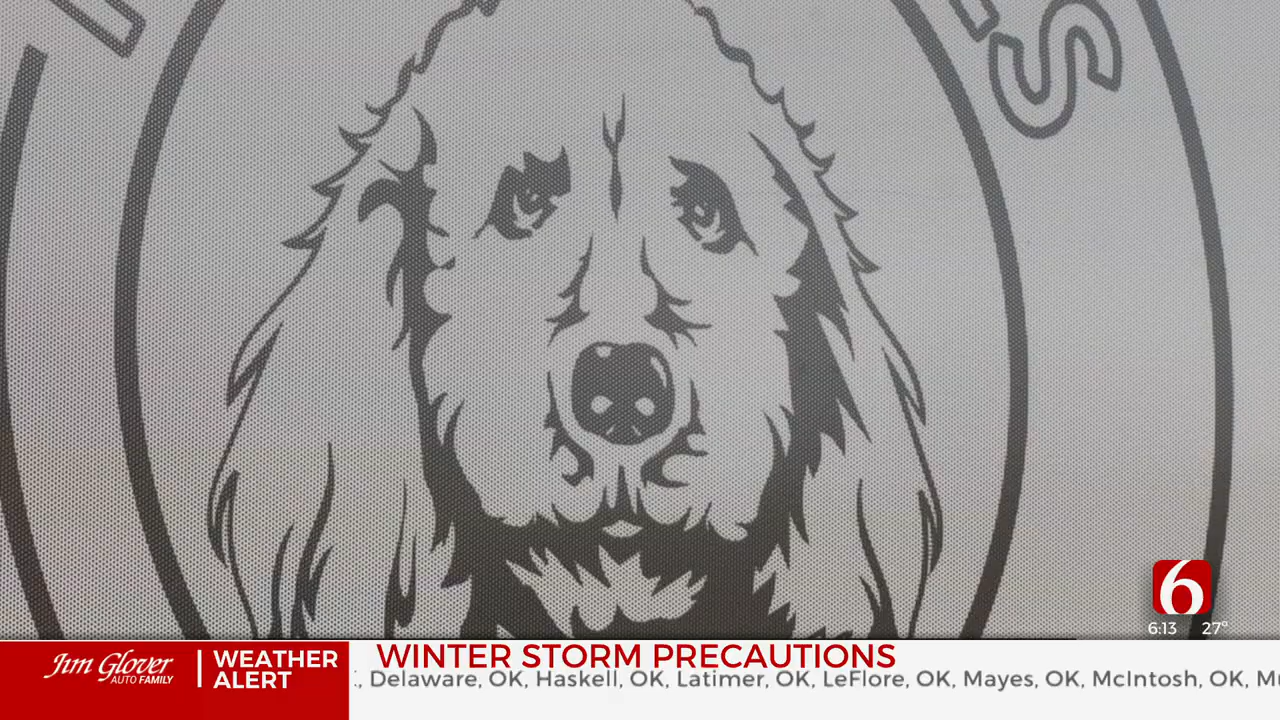 S
6
6:13 27°
Jim Glover
AUTO FAMILY
WEATHER
ALERT
WINTER STORM PRECAUTIONS
, Delaware, OK, Haskell, OK, Latimer, OK, LeFlore, OK, Mayes, OK, McIntosh, OK, M